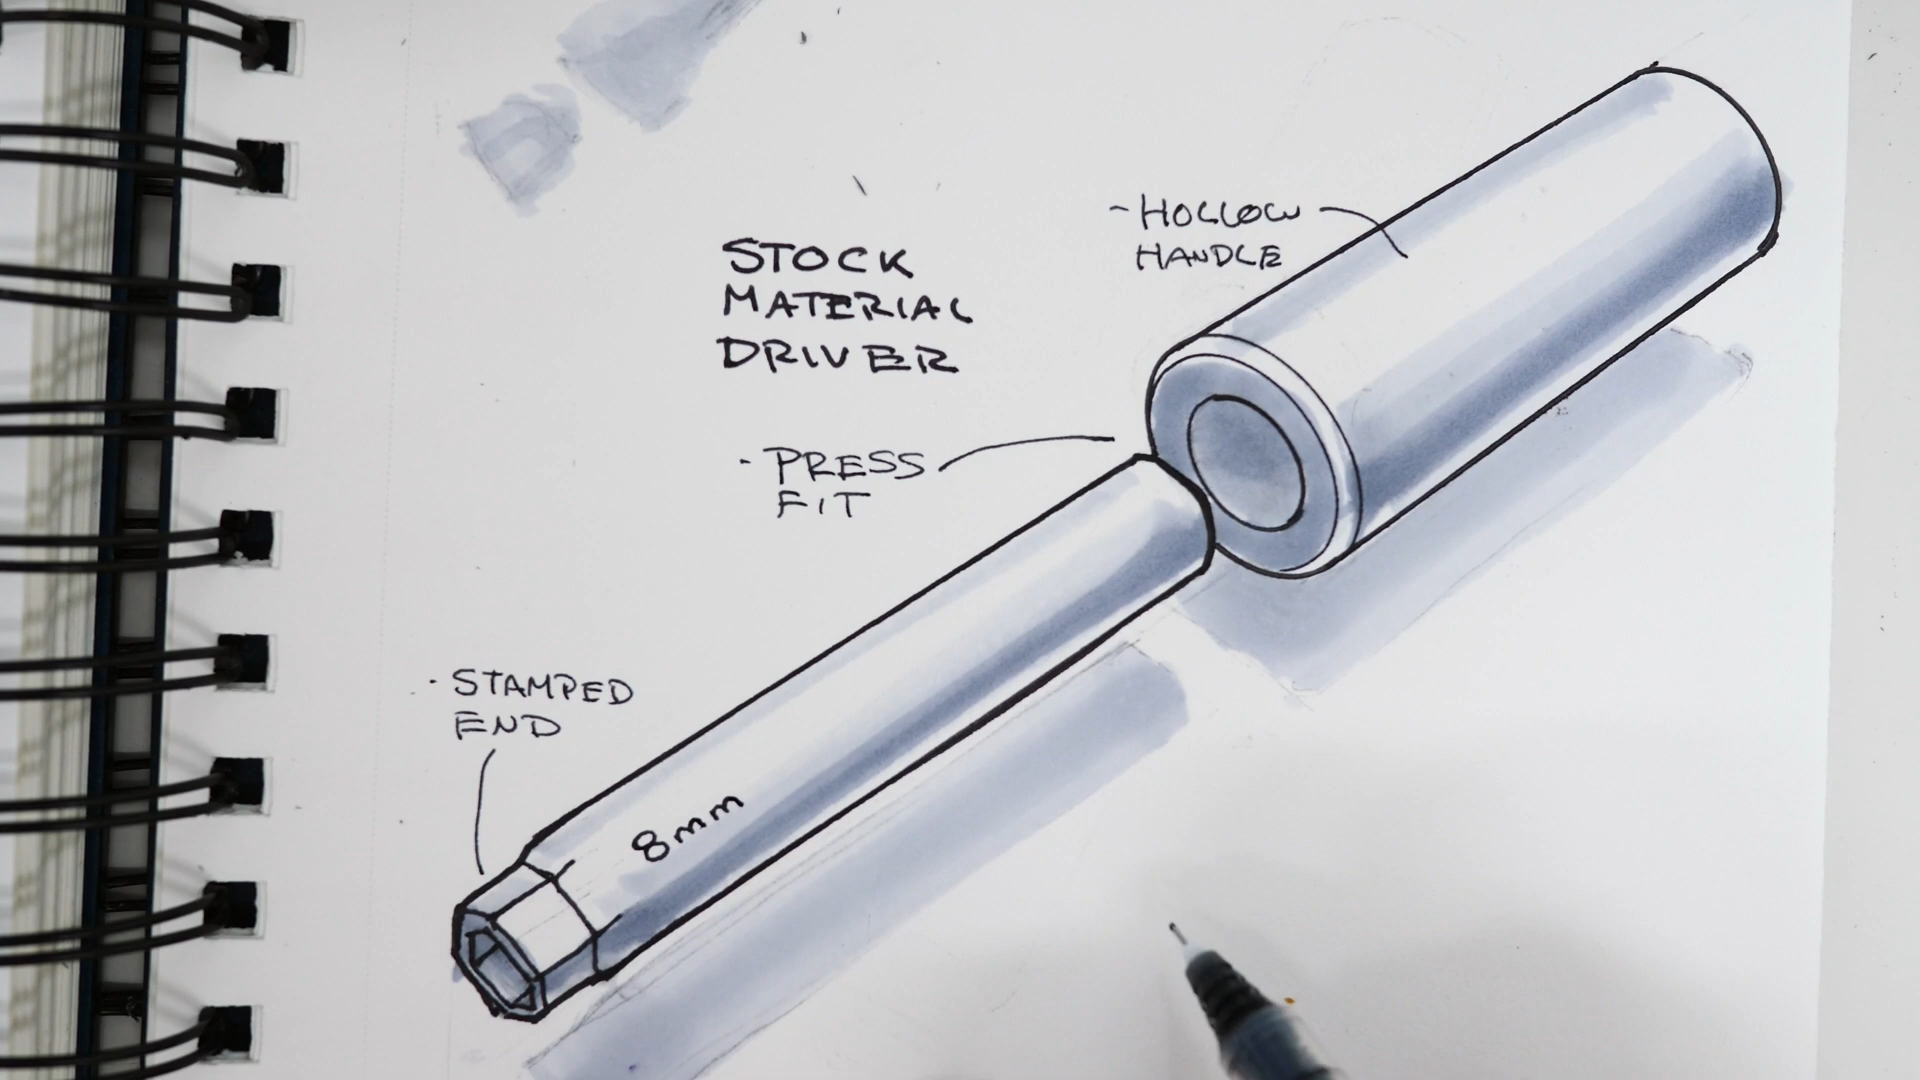 STOCK
MATERIAL
DRIVER
- HOLLOW
HANDLE
- PRESS
FIT
- STAMPED
END
8mm